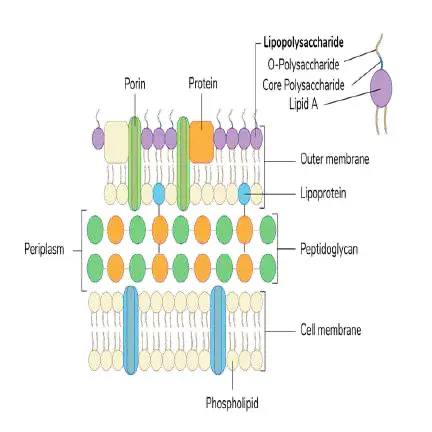 Lipopolysaccharide
O-Polysaccharide
Core Polysaccharide
Lipid A
Porin
Protein
Outer membrane
Lipoprotein
Periplasm
Peptidoglycan
Cell membrane
Phospholipid